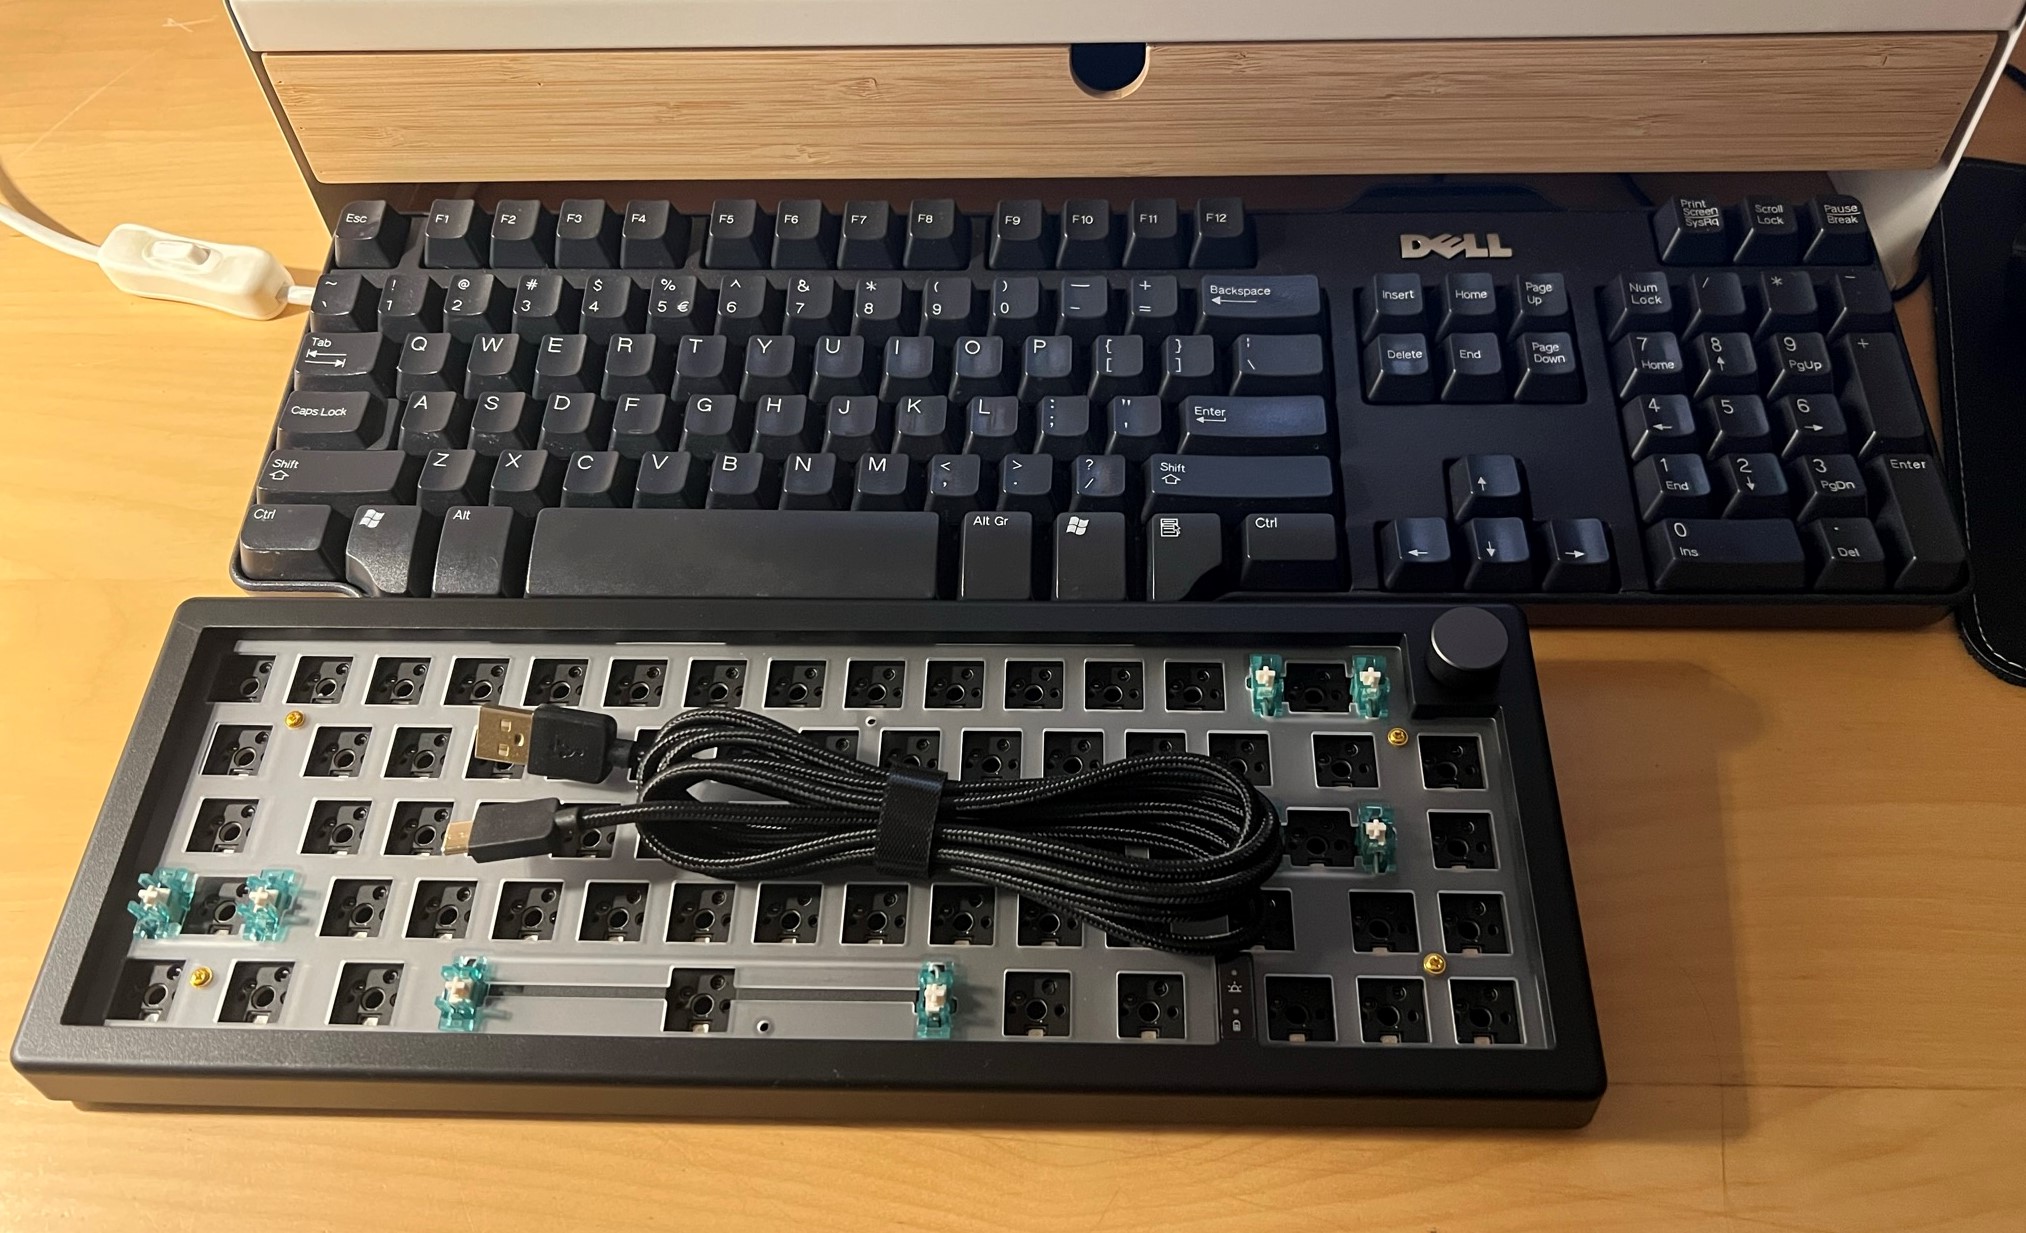 Esc F1 F2 F3 F4 F5 F6 F7 F8 F9 F10 F11 F12
DELL
Print Screen SysRq Scroll Lock Pause Break
~ ! @ # $ % ^ & * ( ) — +
` 1 2 3 4 5 € 6 7 8 9 0 - =
Backspace
Insert Home Page Up
Num Lock / * -
Tab Q W E R T Y U I O P { [ } ] ¦ \
Delete End Page Down
7 Home 8 9 PgUp +
Caps Lock A S D F G H J K L : ; " ' Enter
4 5 6
Shift Z X C V B N M < , > . ? / Shift
1 End 2 3 PgDn Enter
Ctrl Alt Alt Gr Ctrl
0 Ins . Del